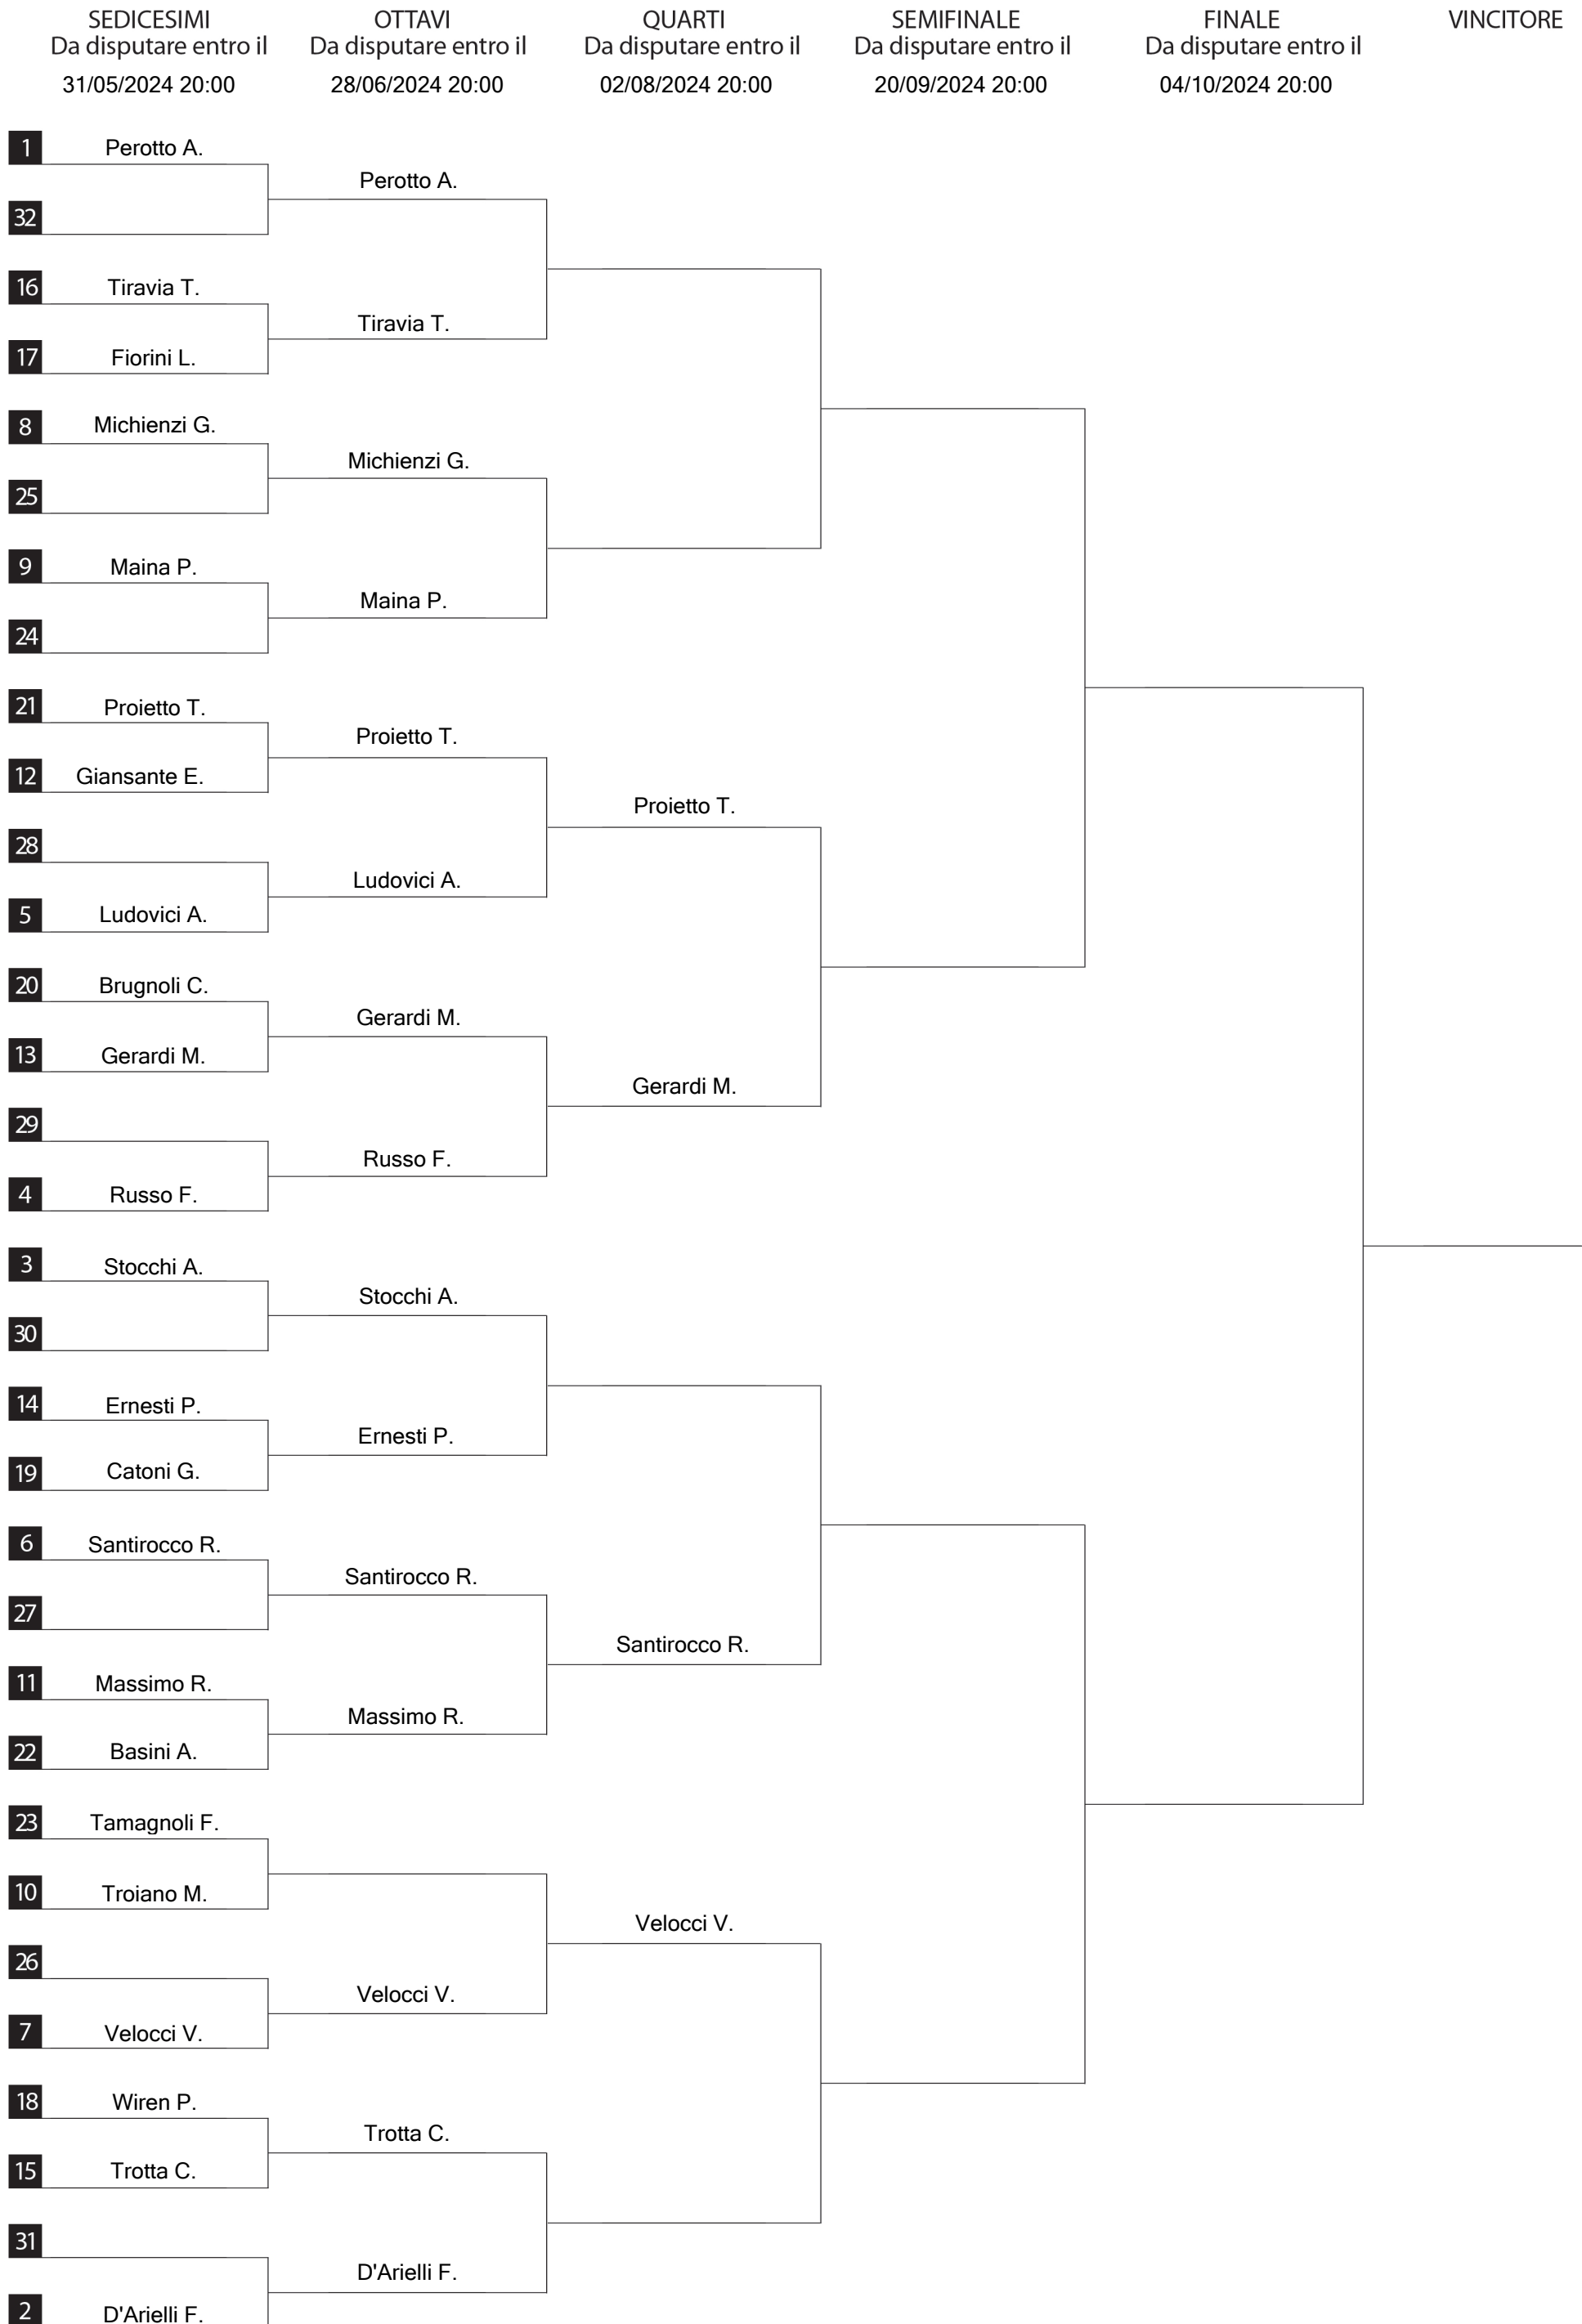 SEDICESIMI
Da disputare entro il
31/05/2024 20:00
OTTAVI
Da disputare entro il
28/06/2024 20:00
QUARTI
Da disputare entro il
02/08/2024 20:00
SEMIFINALE
Da disputare entro il
20/09/2024 20:00
FINALE
Da disputare entro il
04/10/2024 20:00
VINCITORE
1 Perotto A.
32
16 Tiravia T.
17 Fiorini L.
8 Michienzi G.
25
9 Maina P.
24
21 Proietto T.
12 Giansante E.
28
5 Ludovici A.
20 Brugnoli C.
13 Gerardi M.
29
4 Russo F.
3 Stocchi A.
30
14 Ernesti P.
19 Catoni G.
6 Santirocco R.
27
11 Massimo R.
22 Basini A.
23 Tamagnoli F.
10 Troiano M.
26
7 Velocci V.
18 Wiren P.
15 Trotta C.
31
2 D'Arielli F.
Perotto A.
Tiravia T.
Michienzi G.
Maina P.
Proietto T.
Ludovici A.
Gerardi M.
Russo F.
Stocchi A.
Ernesti P.
Santirocco R.
Massimo R.
Velocci V.
Trotta C.
D'Arielli F.
Proietto T.
Gerardi M.
Santirocco R.
Velocci V.